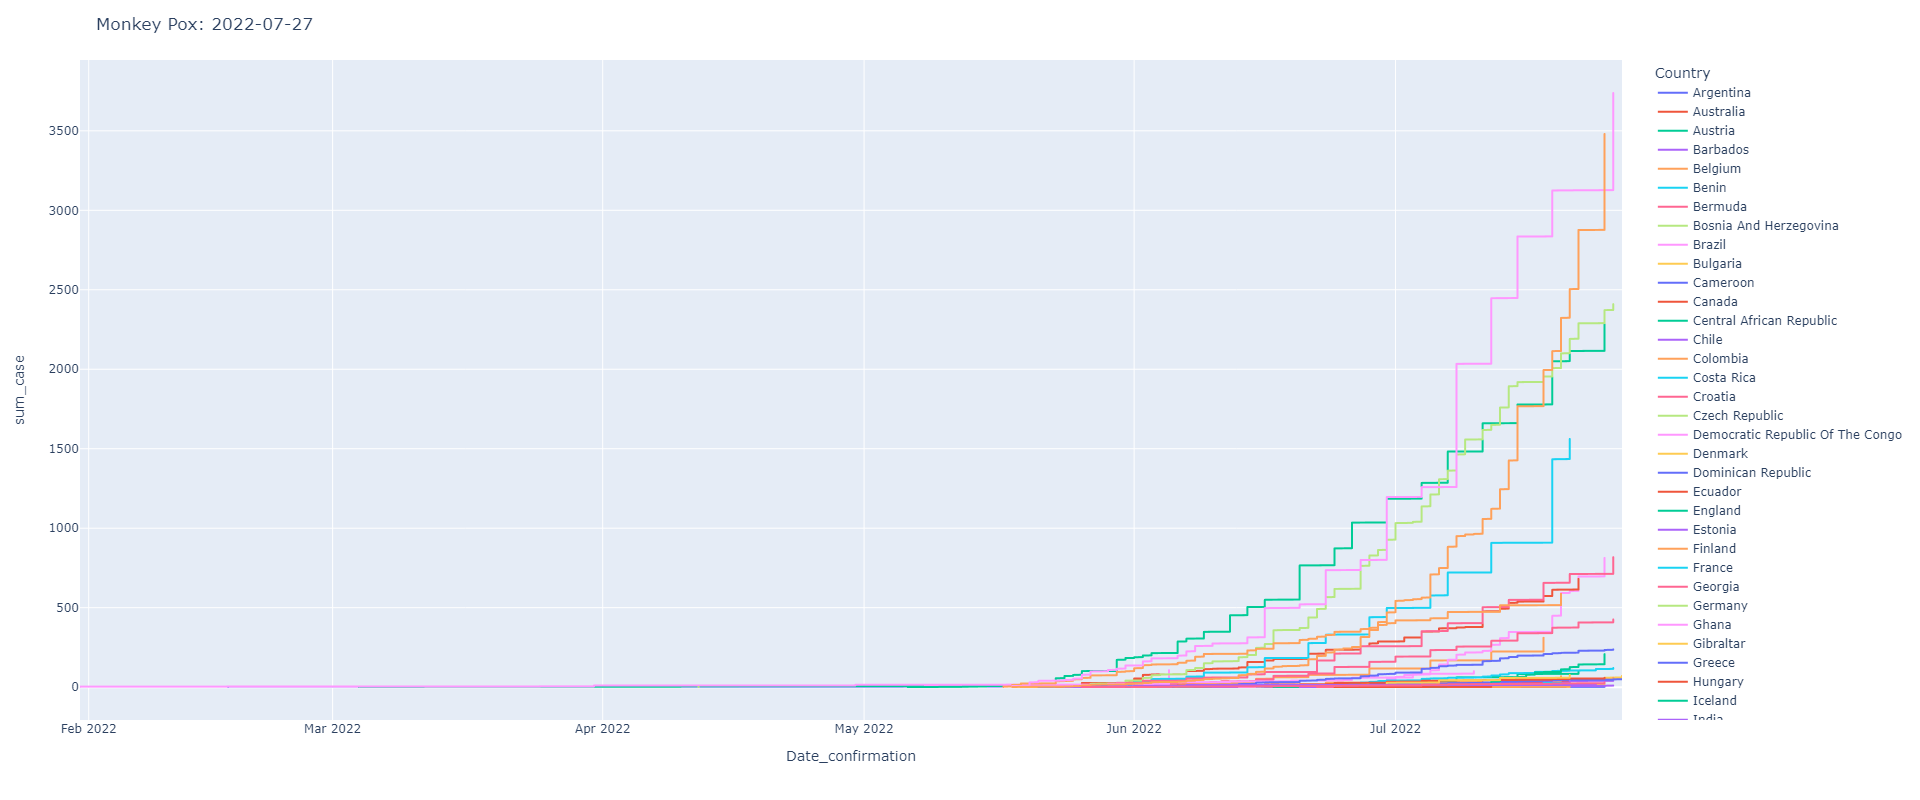 Monkey Pox: 2022-07-27
Country
Argentina
Australia
Austria
Barbados
Belgium
Benin
Bermuda
Bosnia And Herzegovina
Brazil
Bulgaria
Cameroon
Canada
Central African Republic
Chile
Colombia
Costa Rica
Croatia
Czech Republic
Democratic Republic Of The Congo
Denmark
Dominican Republic
Ecuador
England
Estonia
Finland
France
Georgia
Germany
Ghana
Gibraltar
Greece
Hungary
Iceland
India
3500
3000
2500
2000
1500
1000
500
0
sum_case
Feb 2022
Mar 2022
Apr 2022
May 2022
Jun 2022
Jul 2022
Date_confirmation